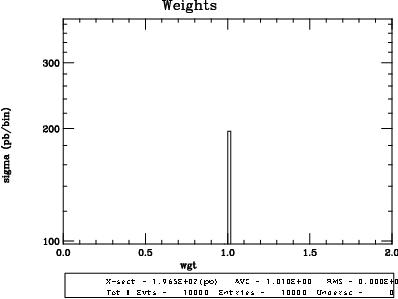 Weights
sigma (pb/bin)
300
200
100
0.0 0.5 1.0 1.5 2.0
wgt
X-sect - 1.965E+02(pb) AVG - 1.010E+00 RMS - 0.000E+0
Tot # Evts - 10000 Entries - 10000 Undersc - 0